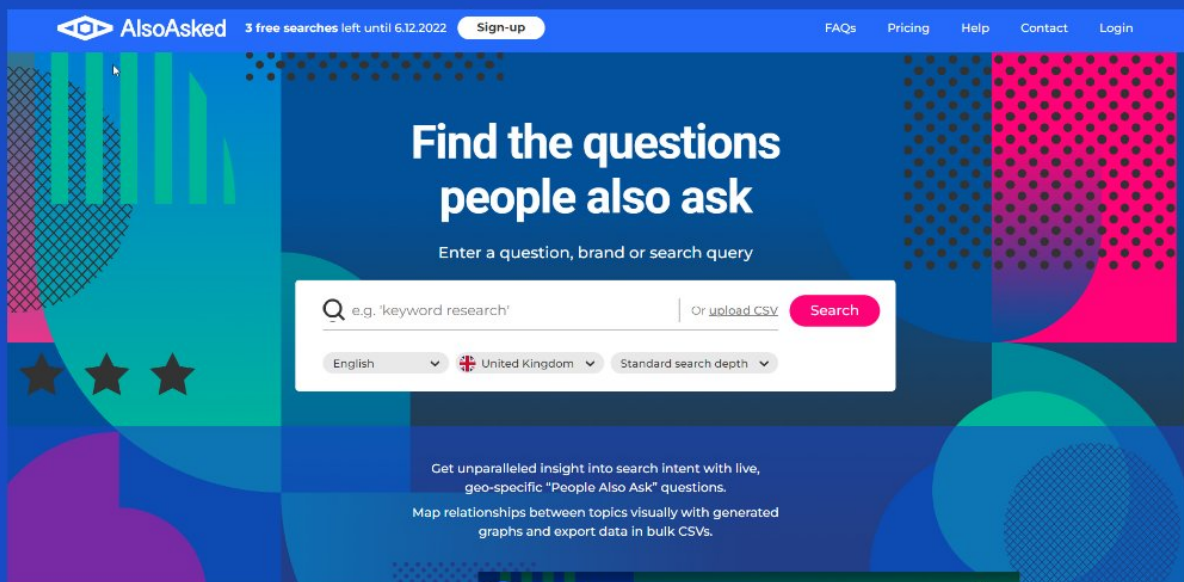 AlsoAsked 3 free searches left until 6.12.2022 Sign-up FAQs Pricing Help Contact Login
Find the questions
people also ask
Enter a question, brand or search query
e.g. 'keyword research' Or upload CSV Search
English United Kingdom Standard search depth
Get unparalleled insight into search intent with live,
geo-specific “People Also Ask” questions.
Map relationships between topics visually with generated
graphs and export data in bulk CSVs.